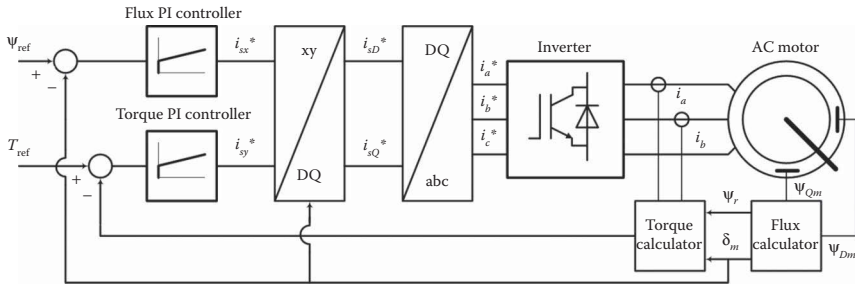 Flux PI controller
Inverter
AC motor
ψref
+
−
isx*
xy
isD*
DQ
ia*
ib*
ic*
ia
ib
Torque PI controller
Tref
+
−
isy*
DQ
isQ*
abc
ψr
ψQm
Torque
calculator
δm
Flux
calculator
ψDm